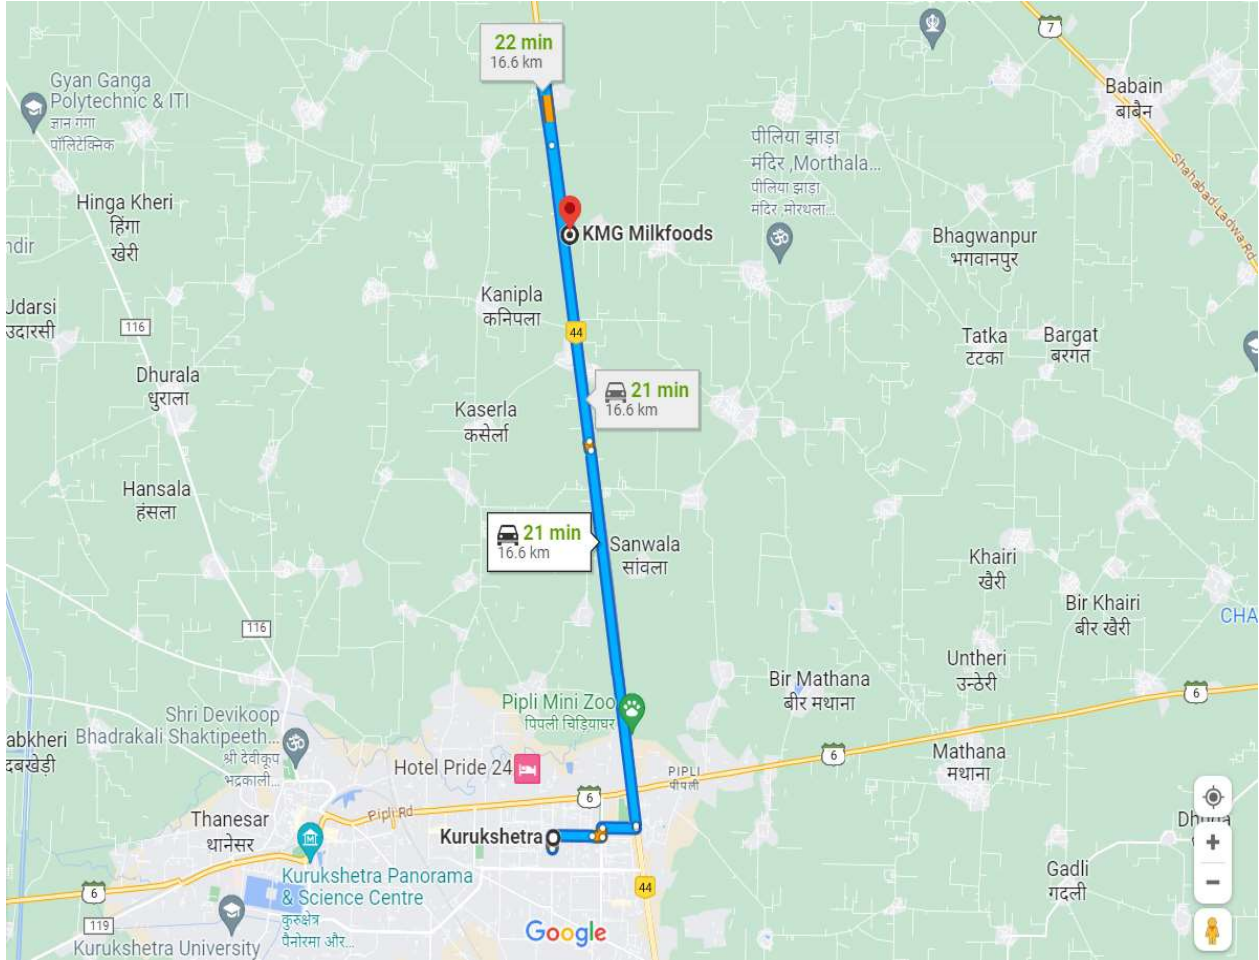 22 min
16.6 km
7
Babain
बाबैन
Gyan Ganga
Polytechnic & ITI
ज्ञान गंगा
पॉलिटेक्निक
पीलिया झाड़ा
मंदिर ,Morthala...
पीलिया झाड़ा
मंदिर ,मोरथला...
Shahabad-Ladwa Rd
Hinga Kheri
हिंगा
खेरी
ndir
KMG Milkfoods
Bhagwanpur
भगवानपुर
Kanipla
कनिपला
Udarsi
उदारसी
116
44
Tatka
टटका
Bargat
बरगत
Dhurala
धुराला
21 min
16.6 km
Kaserla
कसेर्ला
Hansala
हंसला
21 min
16.6 km
Sanwala
सांवला
Khairi
खैरी
Bir Khairi
बीर खैरी
CHA
116
Untheri
उन्ठेरी
Bir Mathana
बीर मथाना
6
Pipli Mini Zoo
पिपली चिड़ियाघर
Shri Devikoop
Bhadrakali Shaktipeeth...
श्री देवीकूप
भद्रकाली...
abkheri
दबखेड़ी
Hotel Pride 24
PIPLI
पीपली
6
Mathana
मथाना
6
Pipli Rd
Thanesar
थानेसर
Kurukshetra
Kurukshetra Panorama
& Science Centre
कुरुक्षेत्र
पैनोरमा और...
6
44
Gadli
गदली
119
Kurukshetra University
Google
+
−